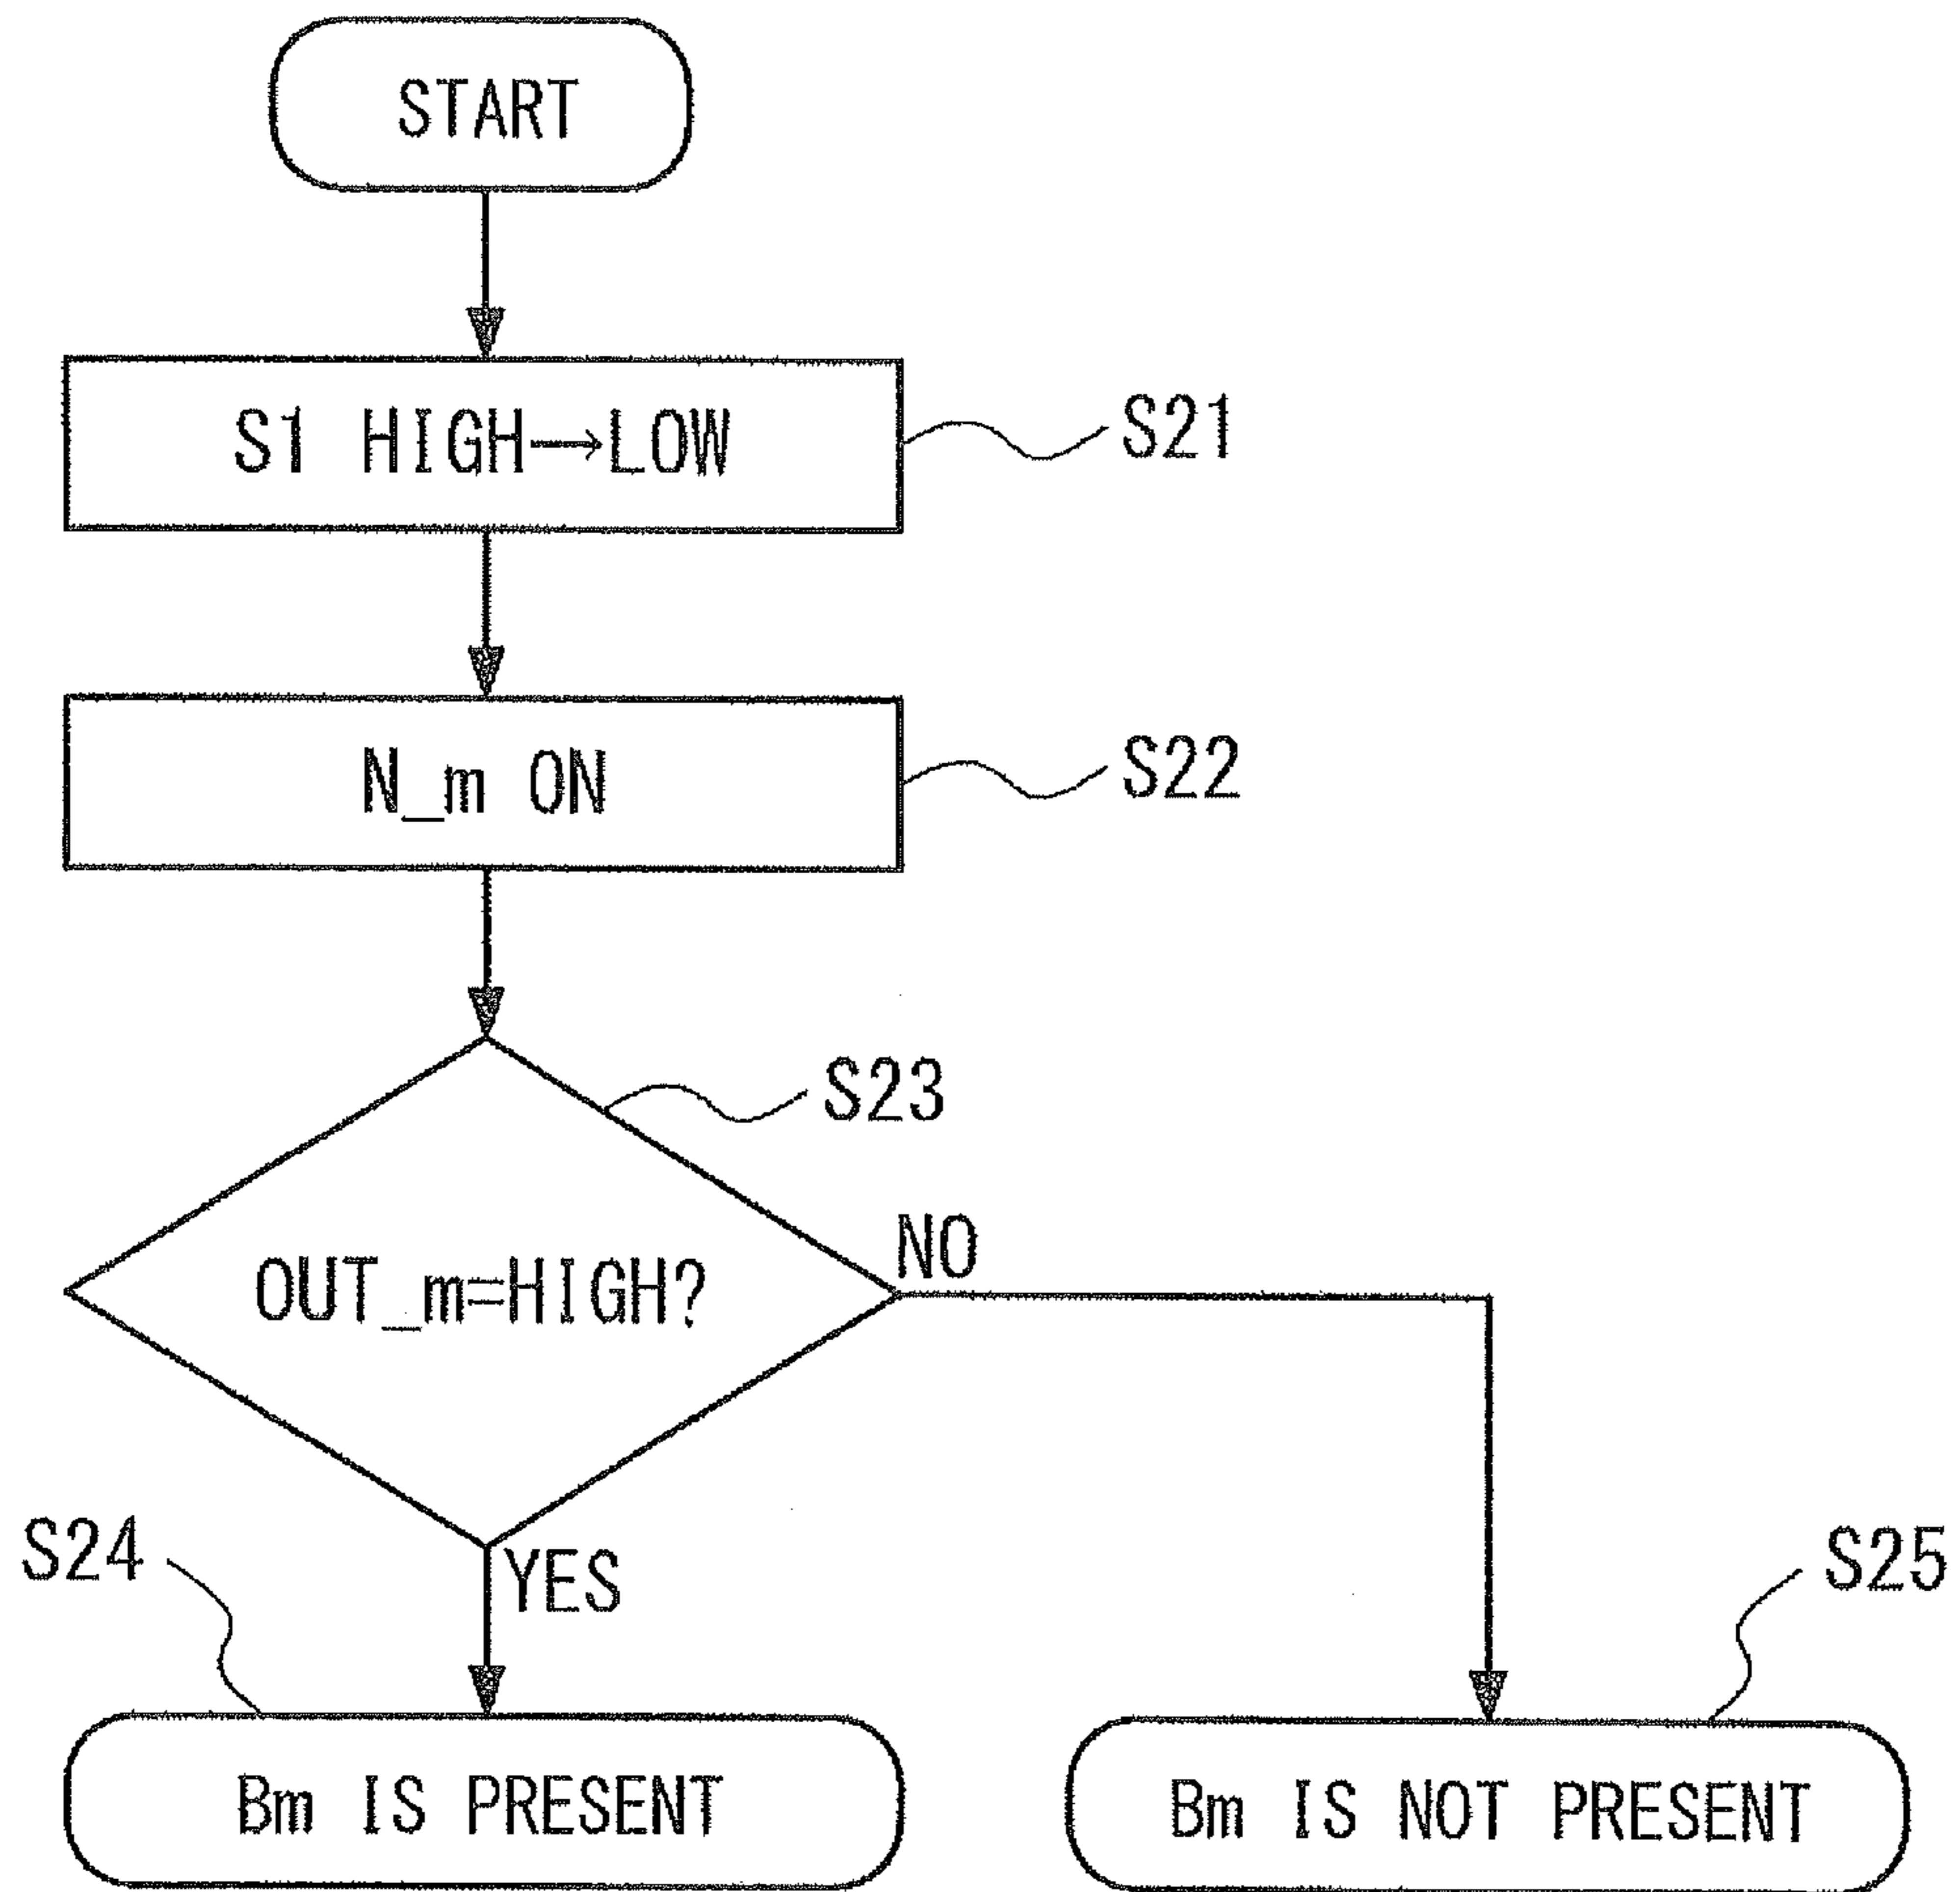 START
S1 HIGH→LOW
S21
N_m ON
S22
S23
OUT_m=HIGH?
NO
YES
S24
S25
Bm IS PRESENT
Bm IS NOT PRESENT